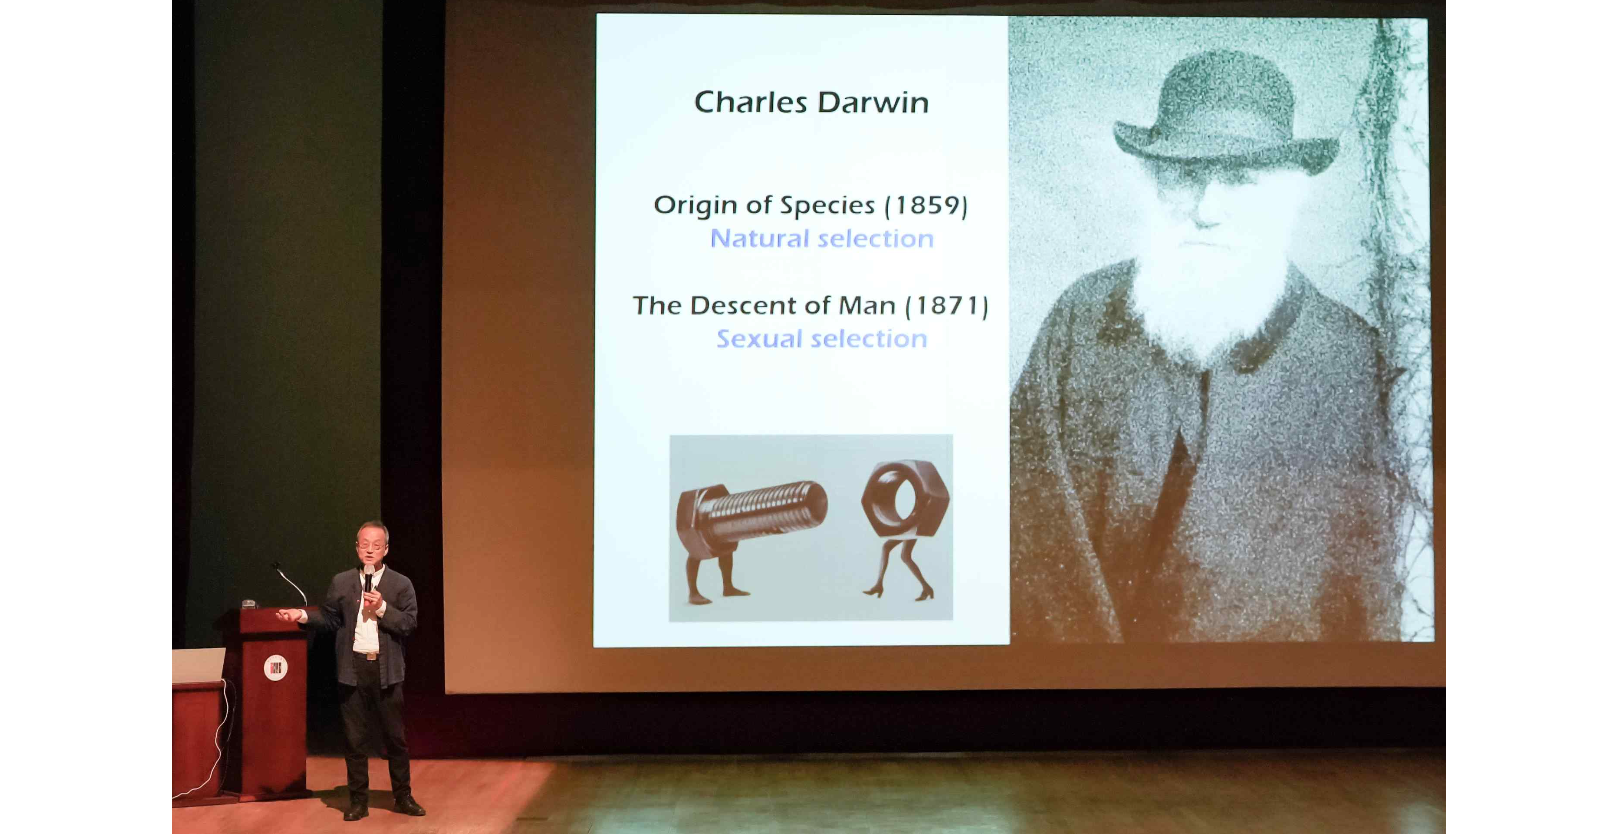 Charles Darwin
Origin of Species (1859)
Natural selection
The Descent of Man (1871)
Sexual selection